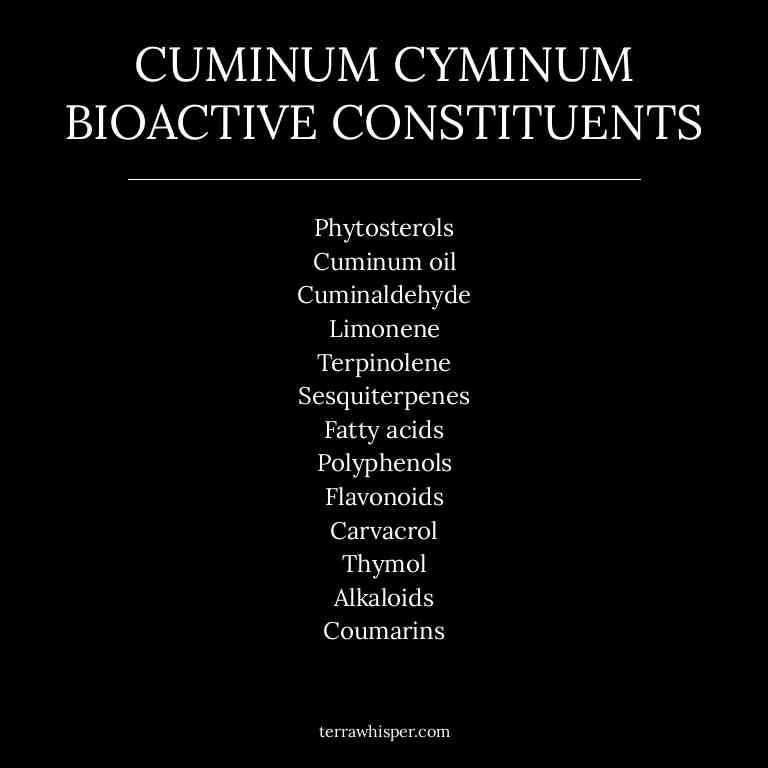 CUMINUM CYMINUM
BIOACTIVE CONSTITUENTS
Phytosterols
Cuminum oil
Cuminaldehyde
Limonene
Terpinolene
Sesquiterpenes
Fatty acids
Polyphenols
Flavonoids
Carvacrol
Thymol
Alkaloids
Coumarins
terrawhisper.com